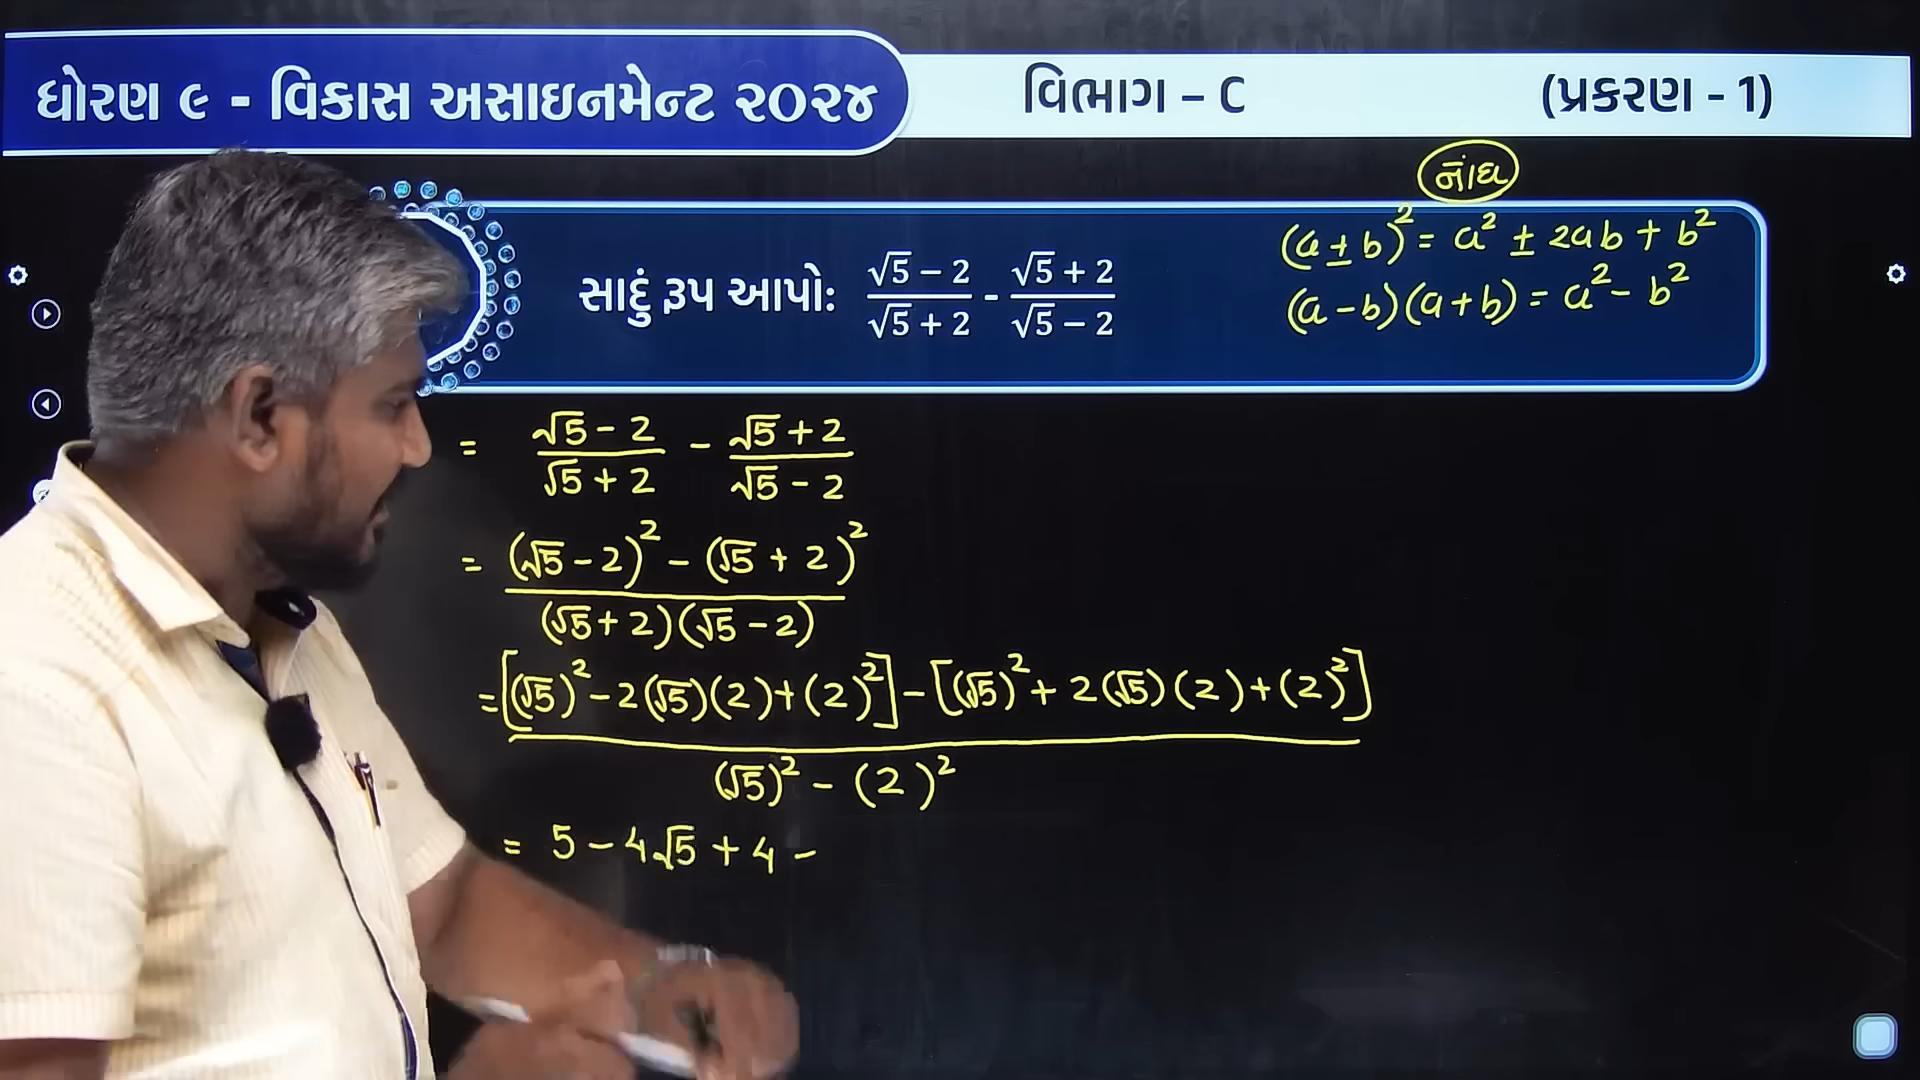 ધોરણ ૯ - વિકાસ અસાઇનમેન્ટ ૨૦૨૪
વિભાગ – C
(પ્રકરણ - 1)
નોંધ
(a ± b)² = a² ± 2ab + b²
(a - b)(a + b) = a² - b²
સાદું રૂપ આપો: (√5 − 2)/(√5 + 2) - (√5 + 2)/(√5 − 2)
= (√5 - 2)/(√5 + 2) - (√5 + 2)/(√5 - 2)
= ((√5 - 2)² - (√5 + 2)²)/((√5 + 2)(√5 - 2))
= ([(√5)² - 2(√5)(2) + (2)²] - [(√5)² + 2(√5)(2) + (2)²])/((√5)² - (2)²)
= 5 - 4√5 + 4 -